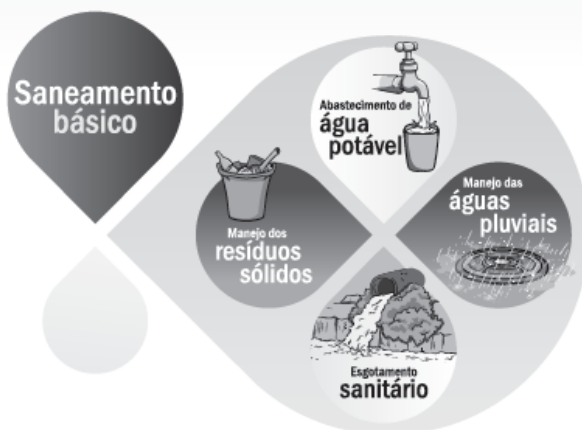 Saneamento
básico
Abastecimento de
água
potável
Manejo dos
resíduos
sólidos
Manejo das
águas
pluviais
Esgotamento
sanitário